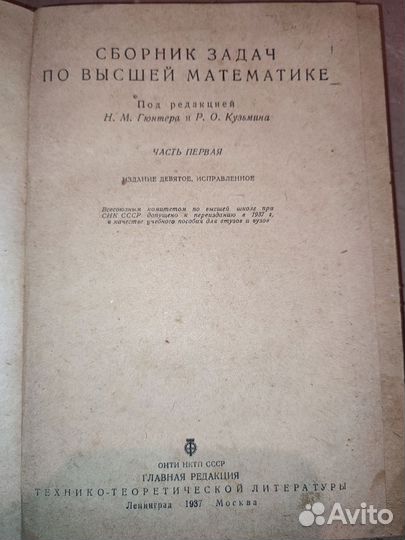 СБОРНИК ЗАДАЧ
ПО ВЫСШЕЙ МАТЕМАТИКЕ
Под редакцией
Н. М. Гюнтера и Р. О. Кузьмина
ЧАСТЬ ПЕРВАЯ
ИЗДАНИЕ ДЕВЯТОЕ, ИСПРАВЛЕННОЕ
Всесоюзным комитетом по высшей школе при
СНК СССР допущено к переизданию в 1937 г.
в качестве учебного пособия для втузов и вузов
ОНТИ НКТП СССР
ГЛАВНАЯ РЕДАКЦИЯ
ТЕХНИКО-ТЕОРЕТИЧЕСКОЙ ЛИТЕРАТУРЫ
Ленинград 1937 Москва
Avito